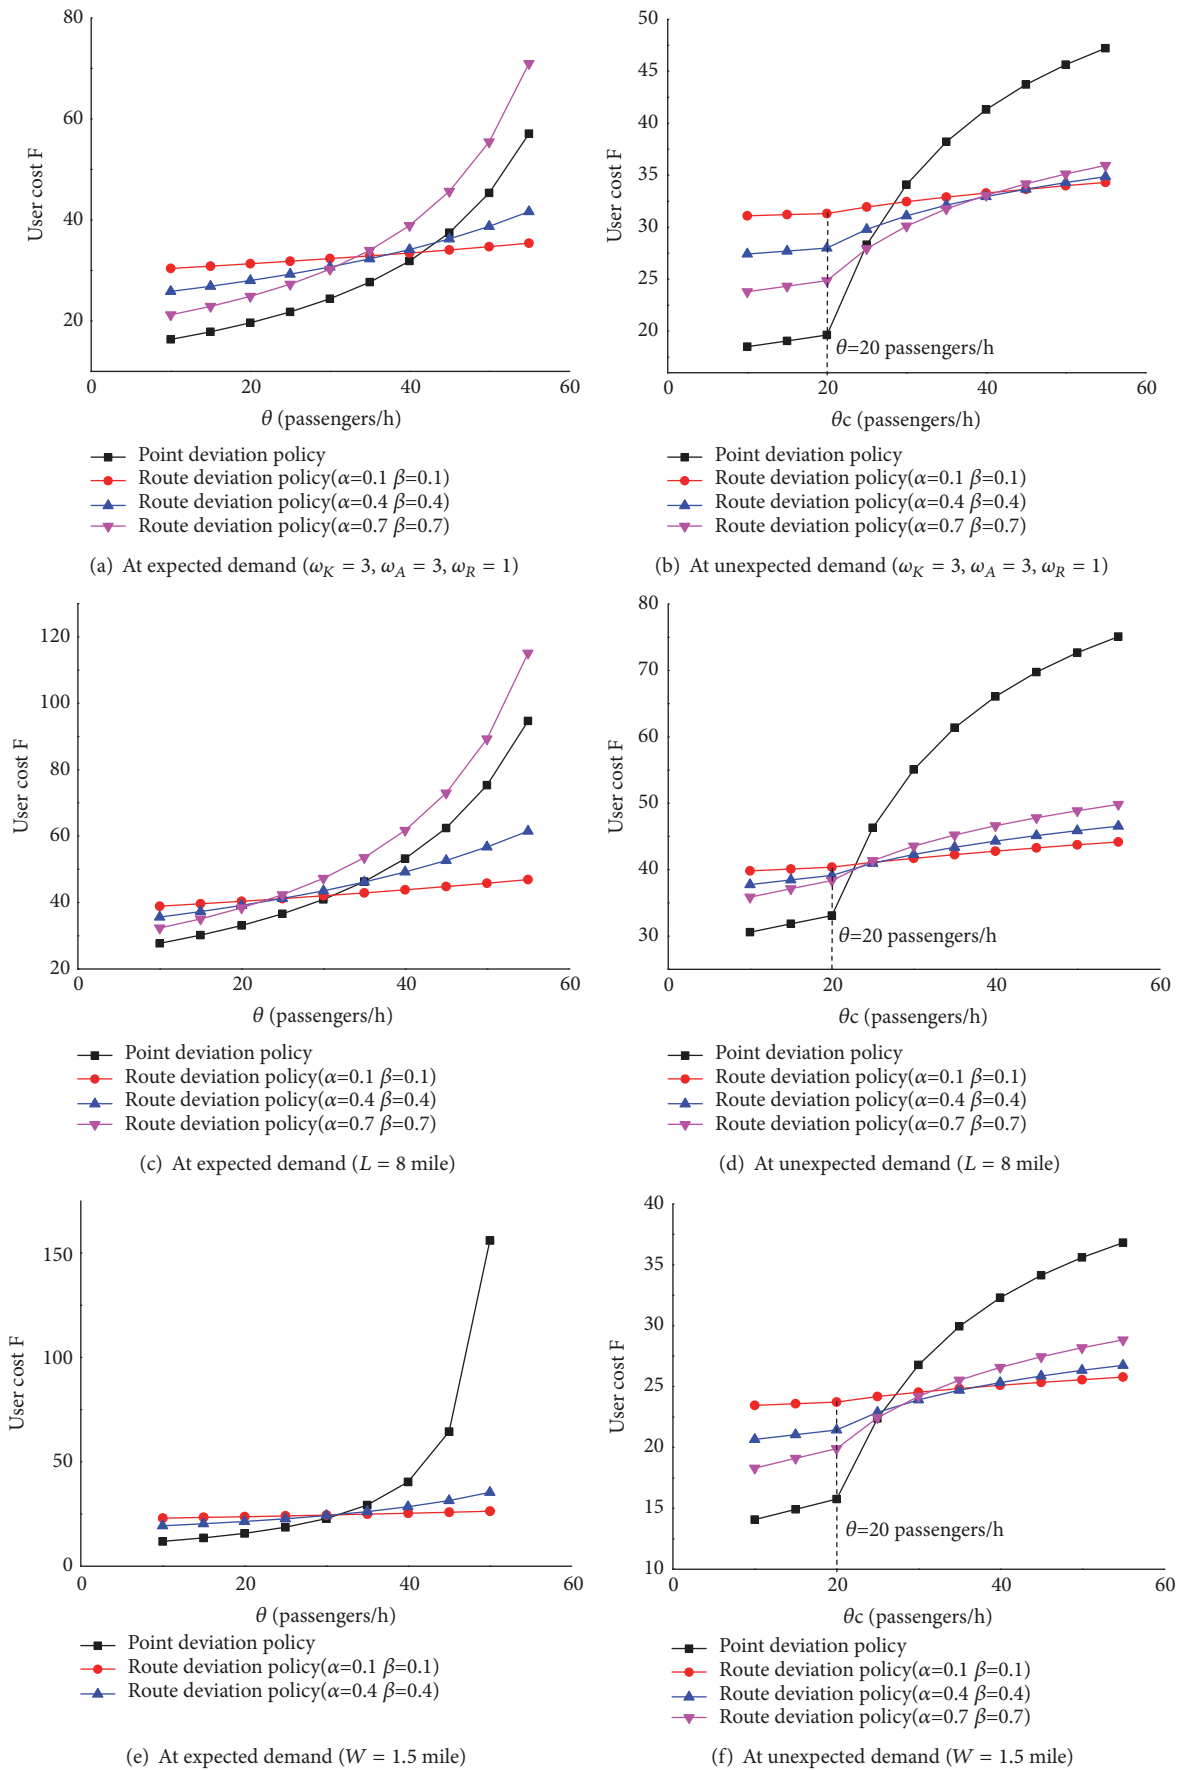 80
60
40
20
User cost F
0
20
40
60
θ (passengers/h)
Point deviation policy
Route deviation policy(α=0.1 β=0.1)
Route deviation policy(α=0.4 β=0.4)
Route deviation policy(α=0.7 β=0.7)
(a) At expected demand (ωK = 3, ωA = 3, ωR = 1)
50
45
40
35
30
25
20
User cost F
θ=20 passengers/h
0
20
40
60
θc (passengers/h)
Point deviation policy
Route deviation policy(α=0.1 β=0.1)
Route deviation policy(α=0.4 β=0.4)
Route deviation policy(α=0.7 β=0.7)
(b) At unexpected demand (ωK = 3, ωA = 3, ωR = 1)
120
100
80
60
40
20
User cost F
0
20
40
60
θ (passengers/h)
Point deviation policy
Route deviation policy(α=0.1 β=0.1)
Route deviation policy(α=0.4 β=0.4)
Route deviation policy(α=0.7 β=0.7)
(c) At expected demand (L = 8 mile)
80
70
60
50
40
30
User cost F
θ=20 passengers/h
0
20
40
60
θc (passengers/h)
Point deviation policy
Route deviation policy(α=0.1 β=0.1)
Route deviation policy(α=0.4 β=0.4)
Route deviation policy(α=0.7 β=0.7)
(d) At unexpected demand (L = 8 mile)
150
100
50
0
User cost F
0
20
40
60
θ (passengers/h)
Point deviation policy
Route deviation policy(α=0.1 β=0.1)
Route deviation policy(α=0.4 β=0.4)
(e) At expected demand (W = 1.5 mile)
40
35
30
25
20
15
10
User cost F
θ=20 passengers/h
0
20
40
60
θc (passengers/h)
Point deviation policy
Route deviation policy(α=0.1 β=0.1)
Route deviation policy(α=0.4 β=0.4)
Route deviation policy(α=0.7 β=0.7)
(f) At unexpected demand (W = 1.5 mile)